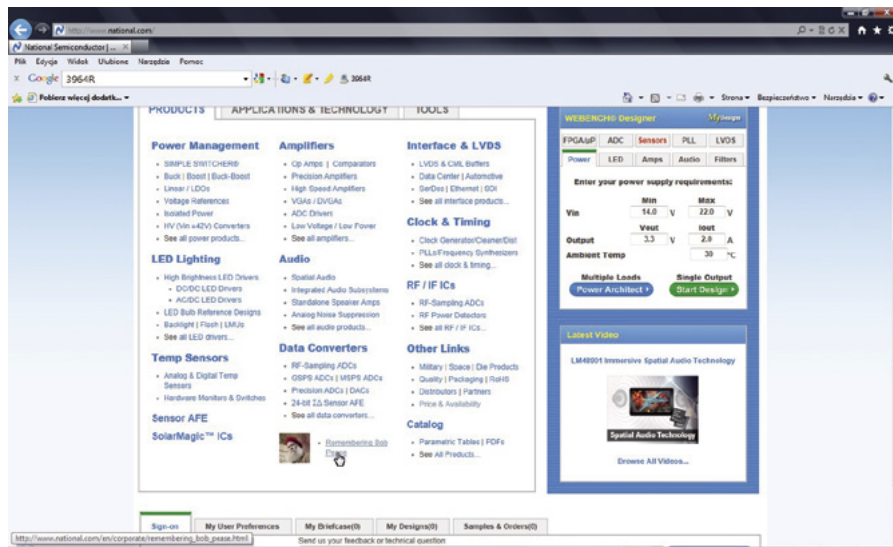 http://www.national.com/
National Semiconductor | ...
Plik Edycja Widok Ulubione Narzędzia Pomoc
x Google 3964R 3964R
Pobierz więcej dodatk... Strona Bezpieczeństwo Narzędzia
PRODUCTS APPLICATIONS & TECHNOLOGY TOOLS
Power Management
SIMPLE SWITCHER®
Buck | Boost | Buck-Boost
Linear / LDOs
Voltage References
Isolated Power
HV (Vin ≥42V) Converters
See all power products...
LED Lighting
High Brightness LED Drivers
DC/DC LED Drivers
AC/DC LED Drivers
LED Bulb Reference Designs
Backlight | Flash | LMUs
See all LED drivers...
Temp Sensors
Analog & Digital Temp
Sensors
Hardware Monitors & Switches
Sensor AFE
SolarMagic™ ICs
Amplifiers
Op Amps | Comparators
Precision Amplifiers
High Speed Amplifiers
VGAs / DVGAs
ADC Drivers
Low Voltage / Low Power
See all amplifiers...
Audio
Spatial Audio
Integrated Audio Subsystems
Standalone Speaker Amps
Analog Noise Suppression
See all audio products...
Data Converters
RF-Sampling ADCs
GSPS ADCs | MSPS ADCs
Precision ADCs | DACs
24-bit ΣΔ Sensor AFE
See all data converters...
Remembering Bob
Pease
Interface & LVDS
LVDS & CML Buffers
Data Center | Automotive
SerDes | Ethernet | SDI
See all interface products...
Clock & Timing
Clock Generator/Cleaner/Dist
PLLs/Frequency Synthesizers
See all clock & timing...
RF / IF ICs
RF-Sampling ADCs
RF Power Detectors
See all RF / IF ICs...
Other Links
Military | Space | Die Products
Quality | Packaging | RoHS
Distributors | Partners
Price & Availability
Catalog
Parametric Tables | PDFs
See All Products...
WEBENCH® Designer
FPGA/µP ADC Sensors PLL LVDS
Power LED Amps Audio Filters
Enter your power supply requirements:
Min Max
Vin 14.0 V 22.0 V
Vout Iout
Output 3.3 V 2.0 A
Ambient Temp 30 °C
Multiple Loads Single Output
Power Architect Start Design
Latest Video
LM48901 Immersive Spatial Audio Technology
Spatial Audio Technology
Browse All Videos...
Sign-on My User Preferences My Briefcase(0) My Designs(0) Samples & Orders(0)
http://www.national.com/en/corporate/remembering_bob_pease.html
Send us your feedback or technical question